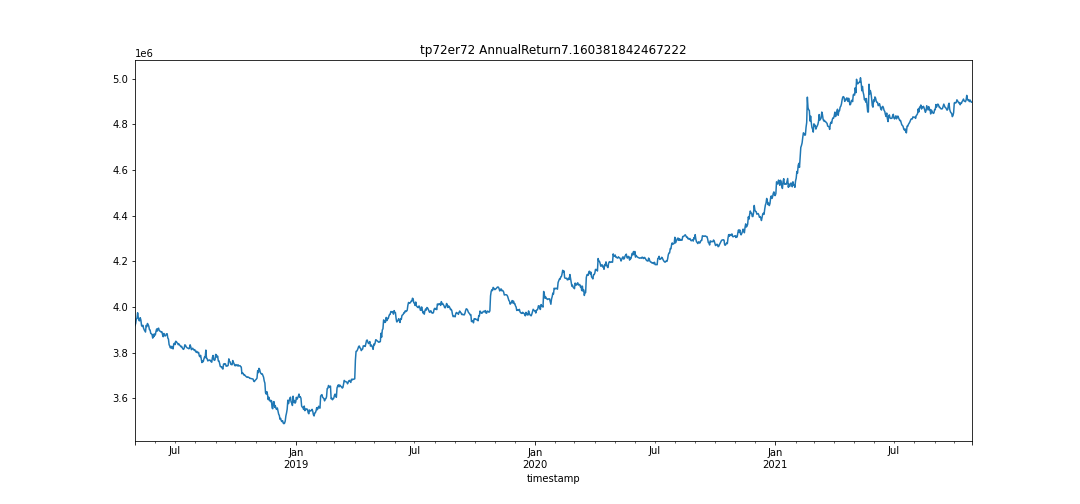 tp72er72 AnnualReturn7.160381842467222
1e6
5.0
4.8
4.6
4.4
4.2
4.0
3.8
3.6
Jul Jan Jul Jan Jul Jan Jul
2019 2020 2021
timestamp